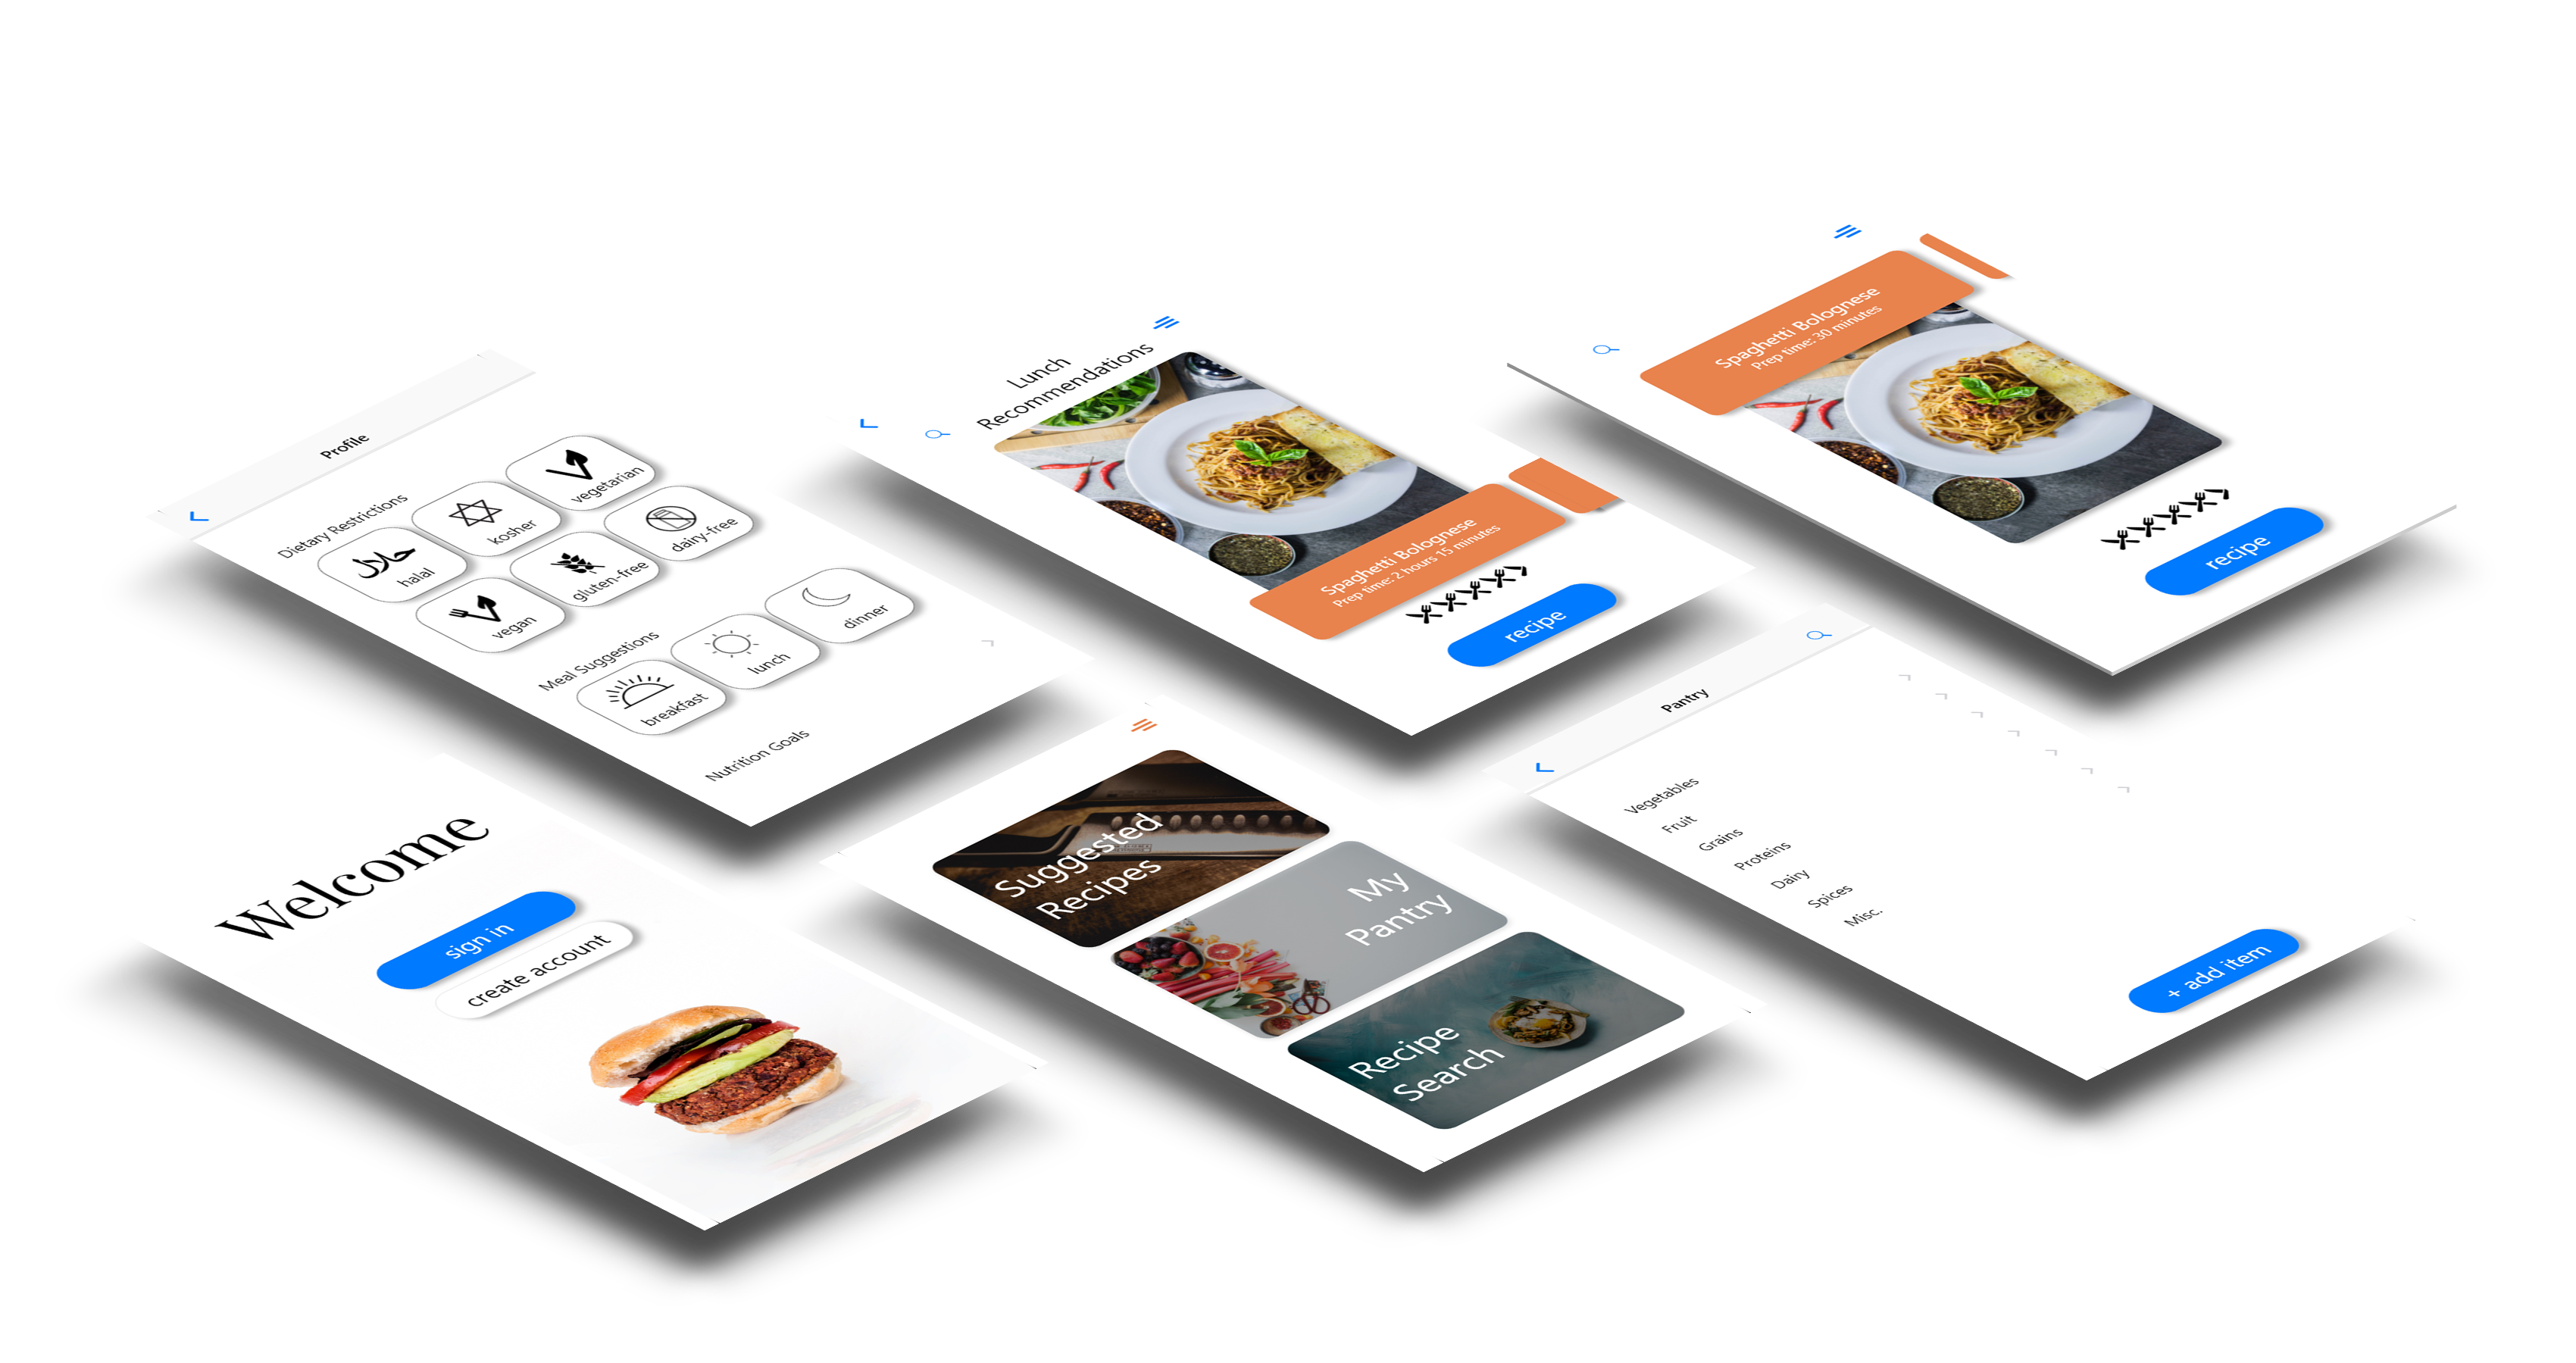 Profile
Dietary Restrictions
حلال
halal
kosher
vegetarian
vegan
gluten-free
dairy-free
Meal Suggestions
breakfast
lunch
dinner
Nutrition Goals
Lunch
Recommendations
Spaghetti Bolognese
Prep time: 2 hours 15 minutes
recipe
Spaghetti Bolognese
Prep time: 30 minutes
recipe
Welcome
sign in
create account
Suggested
Recipes
My
Pantry
Recipe
Search
Pantry
Vegetables
Fruit
Grains
Proteins
Dairy
Spices
Misc.
+ add item